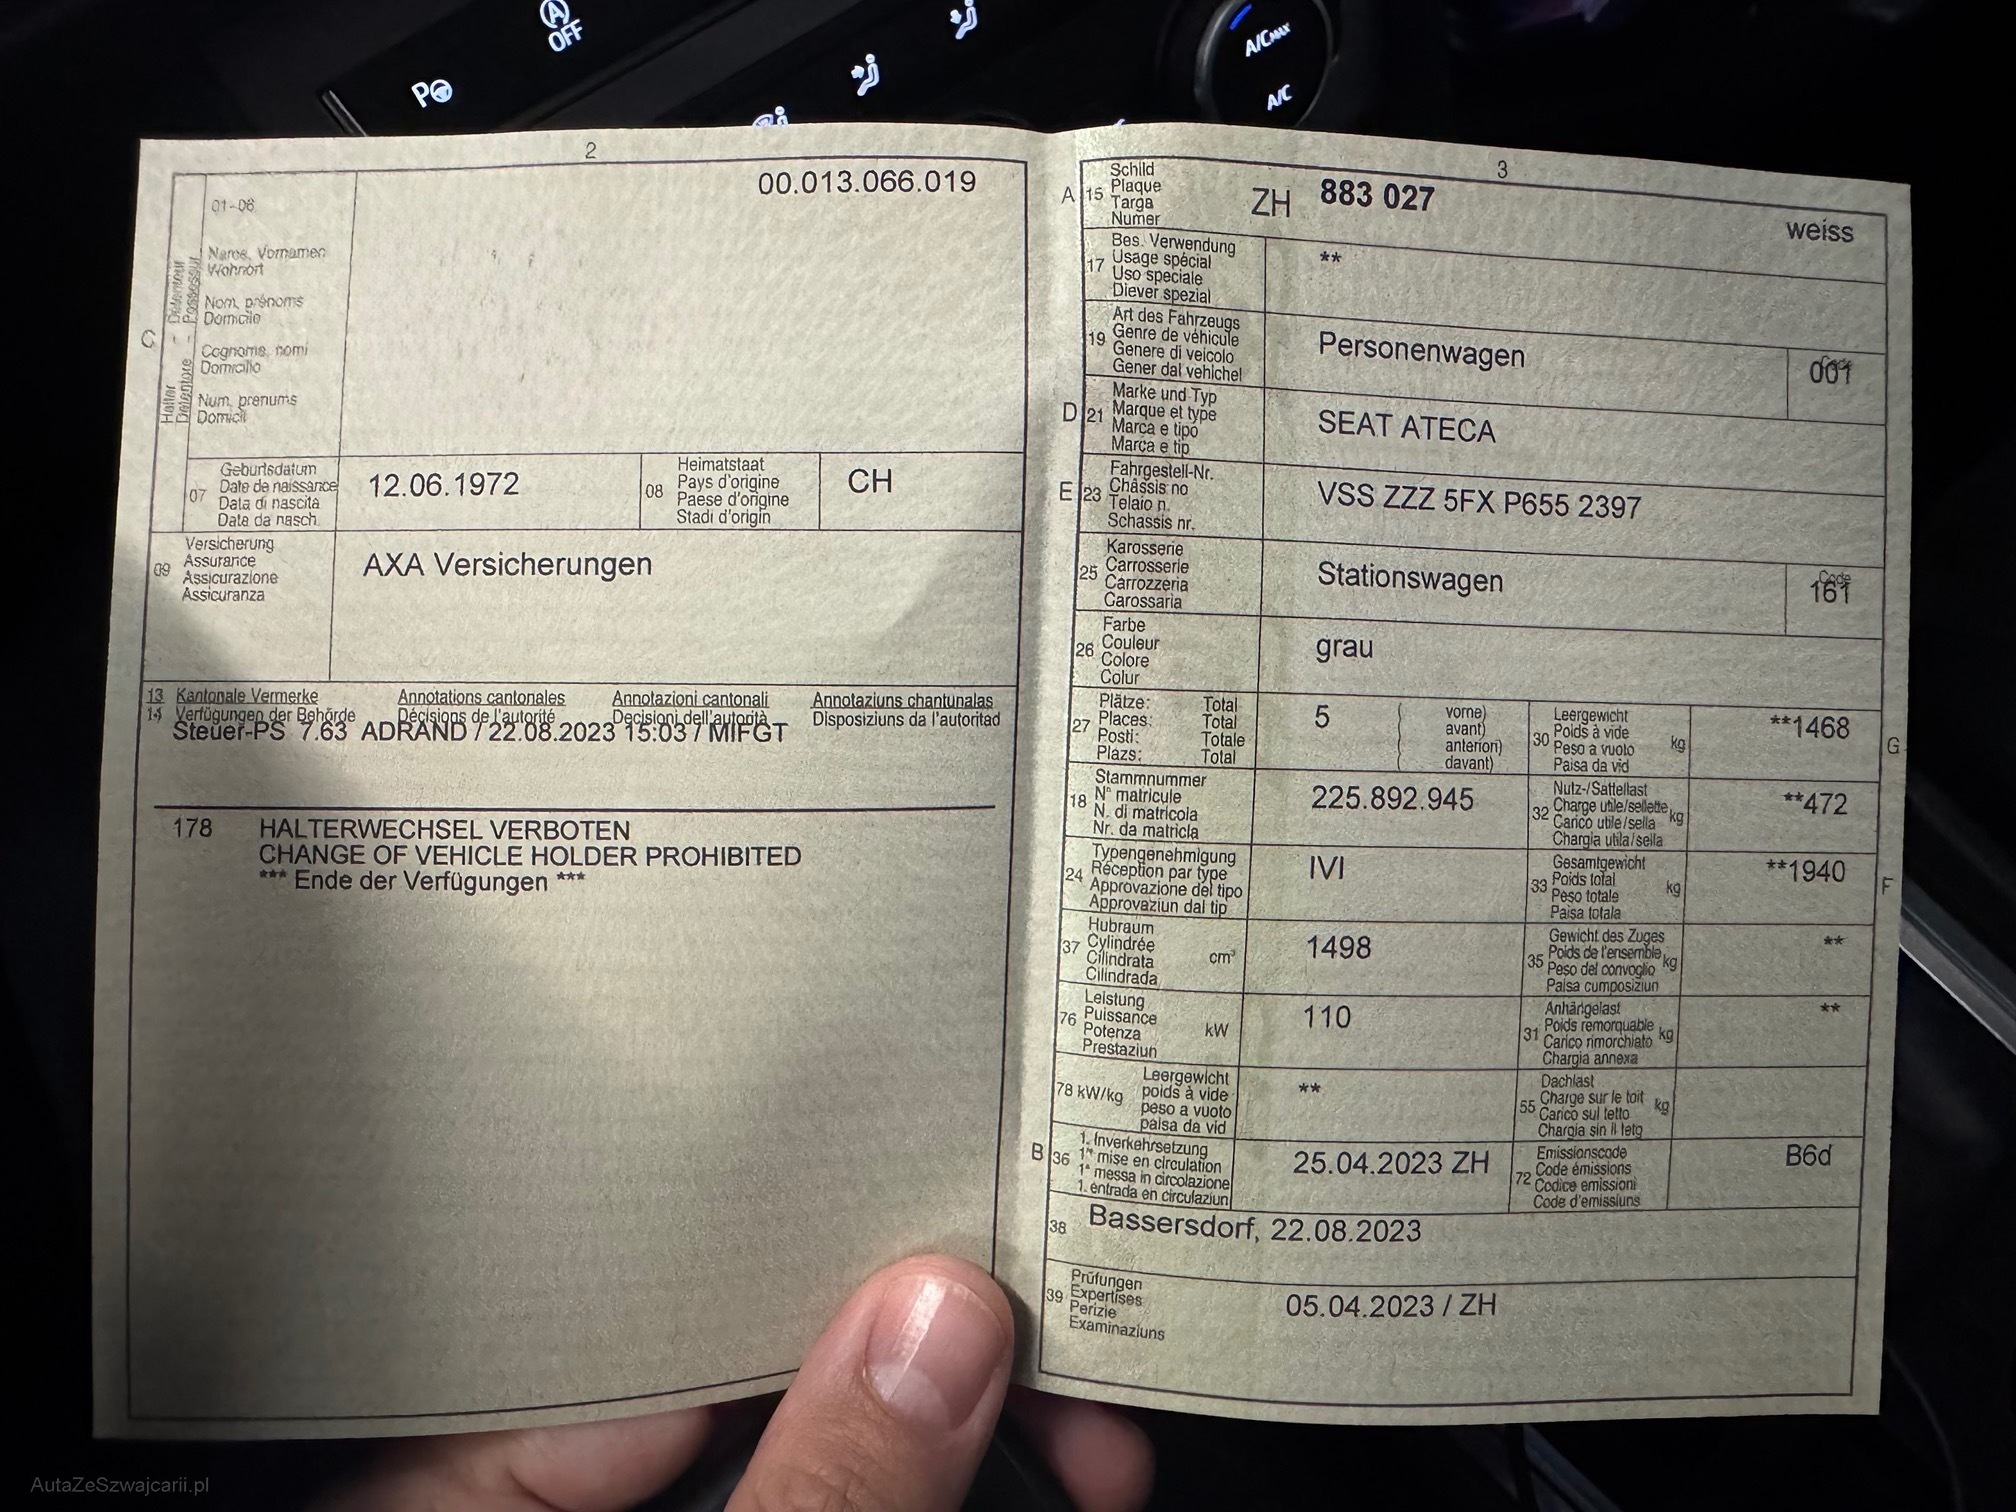 A OFF
P
A/C MAX
A/C
2
00.013.066.019
01-06
C
Halter - Détenteur
Detentore - Possessur
Name, Vornamen
Wohnort
Nom, prénoms
Domicile
Cognome, nomi
Domicilio
Num, prenums
Domicil
07
Geburtsdatum
Date de naissance
Data di nascita
Data da nasch.
12.06.1972
08
Heimatstaat
Pays d'origine
Paese d'origine
Stadi d'origin
CH
09
Versicherung
Assurance
Assicurazione
Assicuranza
AXA Versicherungen
13 Kantonale Vermerke Annotations cantonales Annotazioni cantonali Annotaziuns chantunalas
14 Verfügungen der Behörde Décisions de l'autorité Decisioni dell'autorità Disposiziuns da l'autoritad
Steuer-PS 7.63 ADRAND / 22.08.2023 15:03 / MIFGT
178 HALTERWECHSEL VERBOTEN
CHANGE OF VEHICLE HOLDER PROHIBITED
*** Ende der Verfügungen ***
3
A 15
Schild
Plaque
Targa
Numer
ZH 883 027
weiss
17
Bes. Verwendung
Usage spécial
Uso speciale
Diever spezial
**
19
Art des Fahrzeugs
Genre de véhicule
Genere di veicolo
Gener dal vehichel
Personenwagen
Code
001
D 21
Marke und Typ
Marque et type
Marca e tipo
Marca e tip
SEAT ATECA
E 23
Fahrgestell-Nr.
Châssis no
Telaio n.
Schassis nr.
VSS ZZZ 5FX P655 2397
25
Karosserie
Carrosserie
Carrozzeria
Carossaria
Stationswagen
Code
161
26
Farbe
Couleur
Colore
Colur
grau
27
Plätze: Total
Places: Total
Posti: Totale
Plazs: Total
5
( vorne)
avant)
anteriori)
( davant)
30
Leergewicht
Poids à vide
Peso a vuoto kg
Paisa da vid
**1468
G
18
Stammnummer
N° matricule
N. di matricola
Nr. da matricla
225.892.945
32
Nutz-/Sattellast
Charge utile/sellette kg
Carico utile/sella
Chargia utila/sella
**472
24
Typengenehmigung
Réception par type
Approvazione del tipo
Approvaziun dal tip
IVI
33
Gesamtgewicht
Poids total kg
Peso totale
Paisa totala
**1940
F
37
Hubraum
Cylindrée
Cilindrata cm³
Cilindrada
1498
35
Gewicht des Zuges
Poids de l'ensemble kg
Peso del convoglio
Paisa cumposiziun
**
76
Leistung
Puissance
Potenza kW
Prestaziun
110
31
Anhängelast
Poids remorquable kg
Carico rimorchiato
Chargia annexa
**
78 kW/kg
Leergewicht
poids à vide
peso a vuoto
paisa da vid
**
55
Dachlast
Charge sur le toit kg
Carico sul tetto
Chargia sin il tetg
B 36
1. Inverkehrsetzung
1re mise en circulation
1a messa in circolazione
1. entrada en circulaziun
25.04.2023 ZH
72
Emissionscode
Code émissions
Codice emissioni
Code d'emissiuns
B6d
38
Bassersdorf, 22.08.2023
39
Prüfungen
Expertises
Perizie
Examinaziuns
05.04.2023 / ZH
AutaZeSzwajcarii.pl